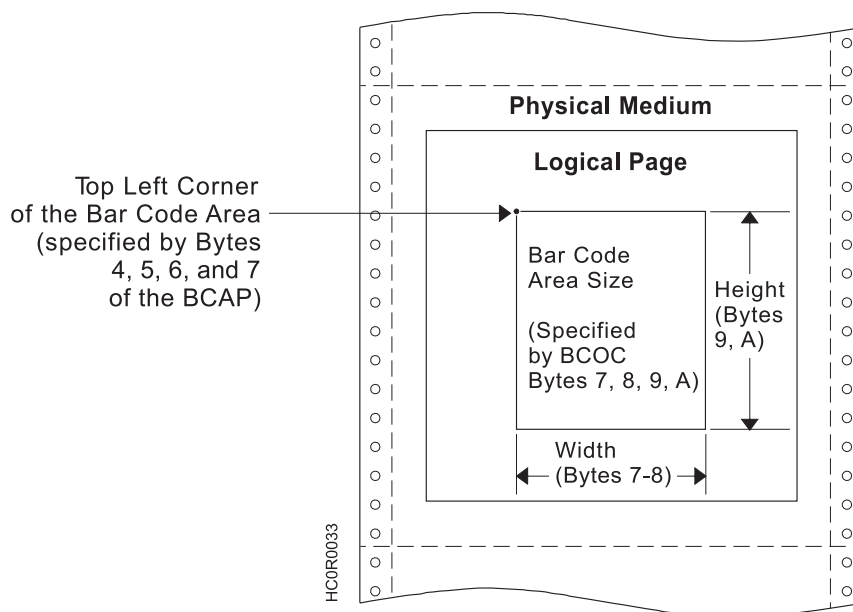 Physical Medium
Logical Page
Top Left Corner
of the Bar Code Area
(specified by Bytes
4, 5, 6, and 7
of the BCAP)
Bar Code
Area Size
(Specified
by BCOC
Bytes 7, 8, 9, A)
Height
(Bytes
9, A)
Width
(Bytes 7-8)
HC0R0033